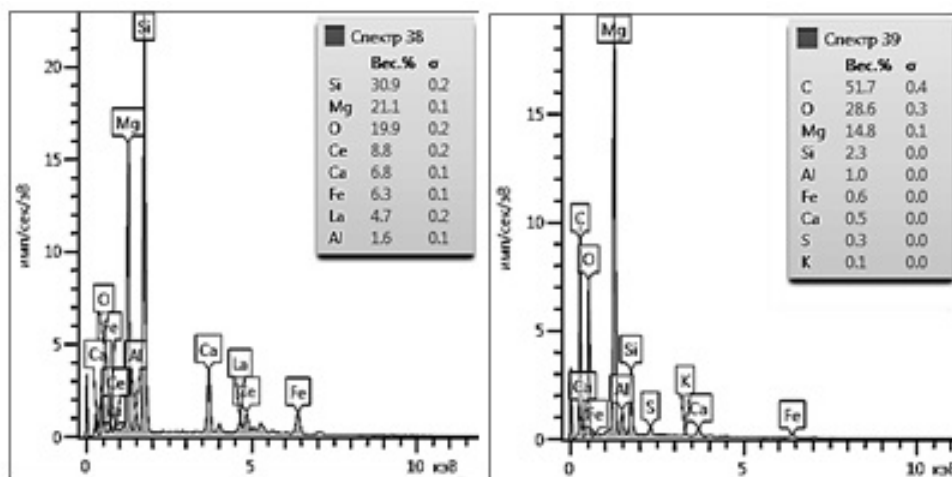 Спектр 38
Вес.% σ
Si 30.9 0.2
Mg 21.1 0.1
O 19.9 0.2
Ce 8.8 0.2
Ca 6.8 0.1
Fe 6.3 0.1
La 4.7 0.2
Al 1.6 0.1
Si
Mg
O
Fe
Ca
Al
Ce
Ca
La
Ce
Fe
20
15
10
5
0
имп/сек/эВ
0 5 10 кэВ
Спектр 39
Вес.% σ
C 51.7 0.4
O 28.6 0.3
Mg 14.8 0.1
Si 2.3 0.0
Al 1.0 0.0
Fe 0.6 0.0
Ca 0.5 0.0
S 0.3 0.0
K 0.1 0.0
Mg
C
O
Si
Ca
Fe
Al
S
K
Ca
Fe
15
10
5
0
имп/сек/эВ
0 5 10 кэВ